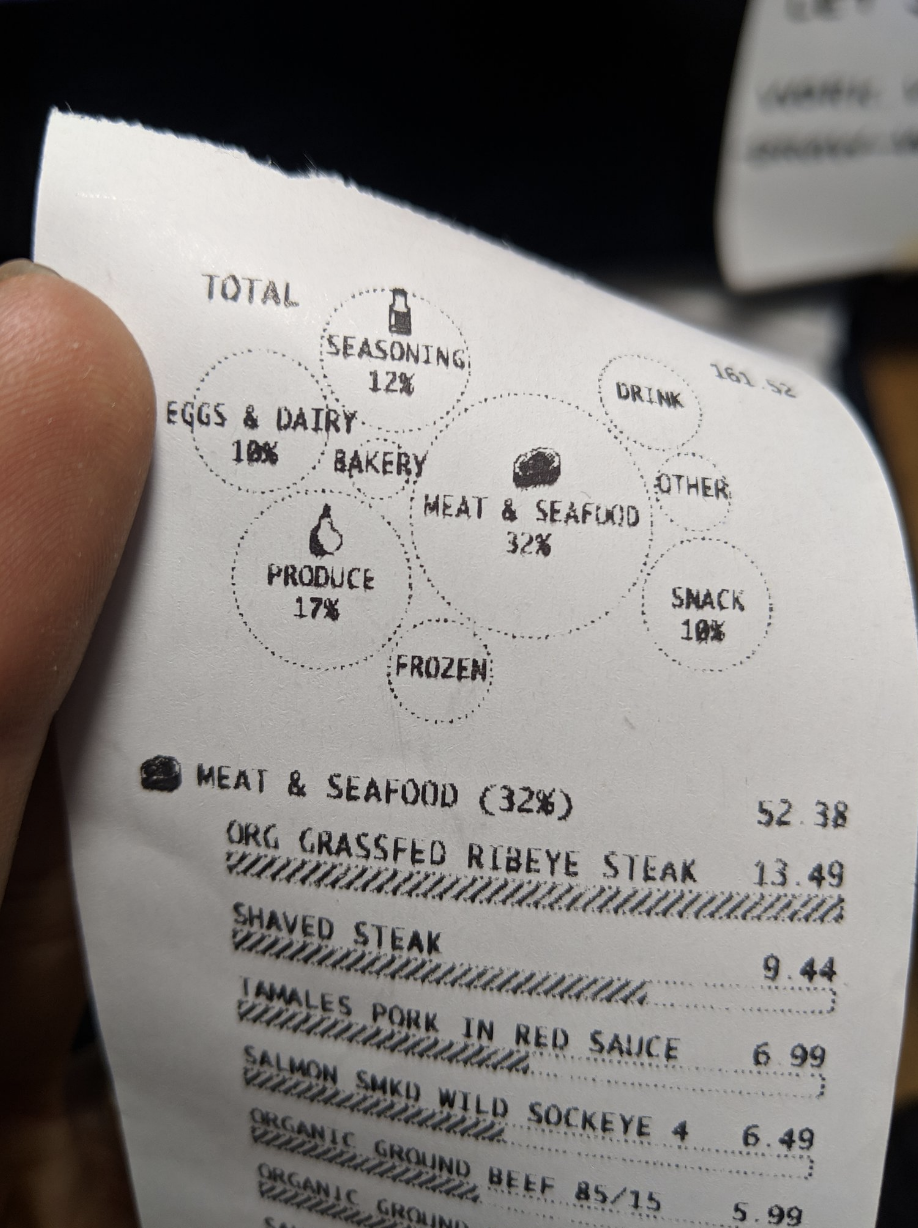 TOTAL
161.52
SEASONING
12%
DRINK
EGGS & DAIRY
10%
BAKERY
OTHER
MEAT & SEAFOOD
32%
PRODUCE
17%
SNACK
10%
FROZEN
MEAT & SEAFOOD (32%) 52.38
ORG GRASSFED RIBEYE STEAK 13.49
SHAVED STEAK 9.44
TAMALES PORK IN RED SAUCE 6.99
SALMON SMKD WILD SOCKEYE 4 6.49
ORGANIC GROUND BEEF 85/15 5.99
ORGANIC GROUND